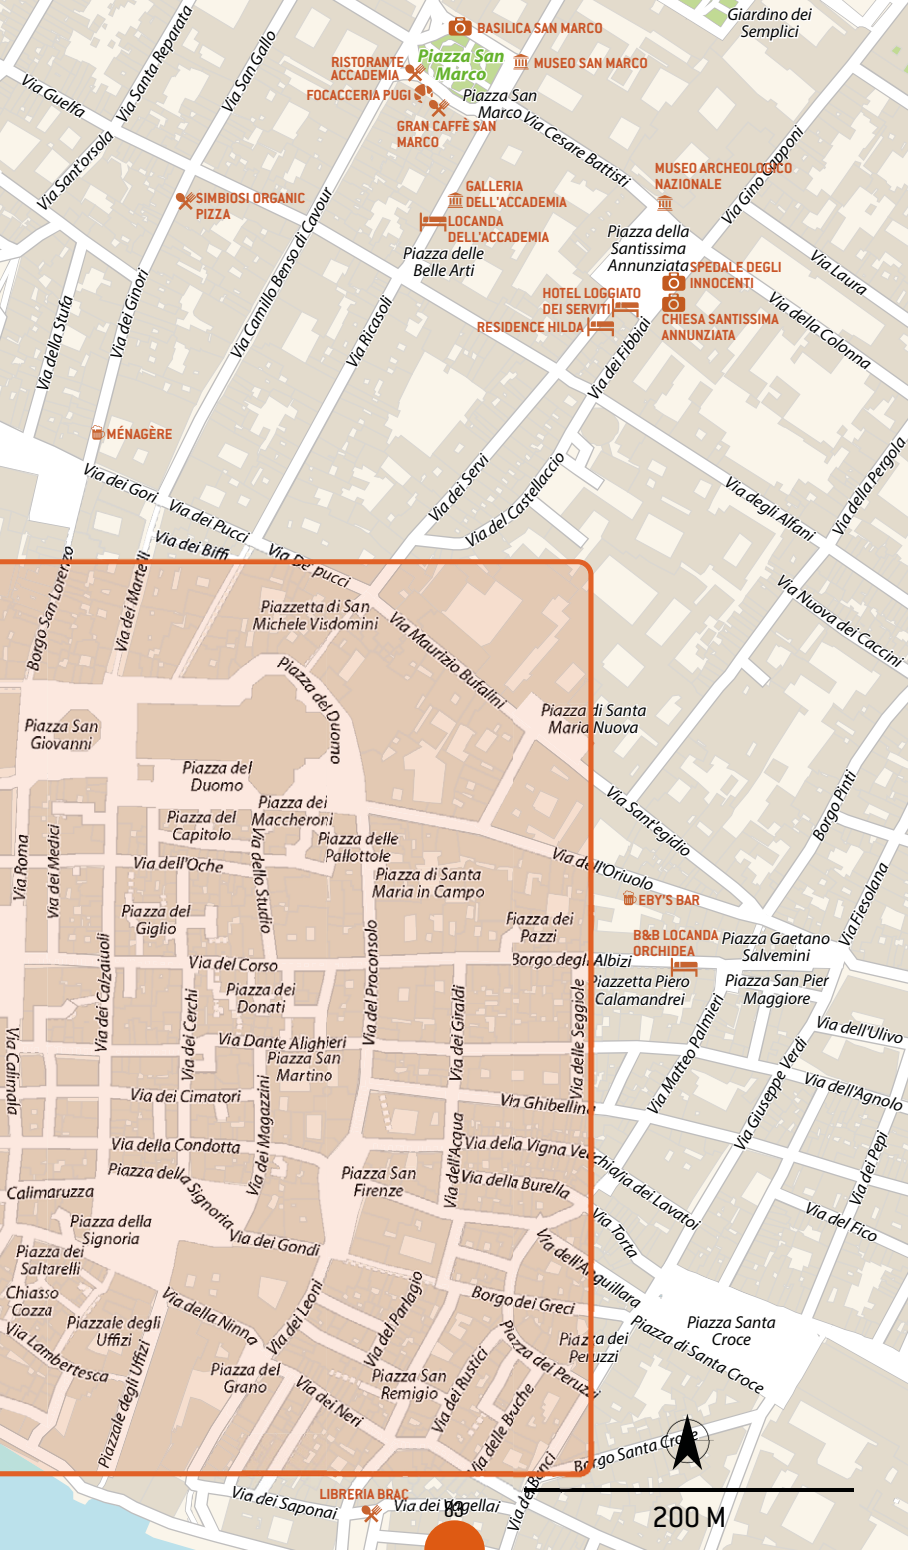 Giardino dei
Semplici
BASILICA SAN MARCO
Piazza San
Marco
RISTORANTE
ACCADEMIA
MUSEO SAN MARCO
FOCACCERIA PUGI
Piazza San
Marco
GRAN CAFFÈ SAN
MARCO
Via Guelfa
Via Santa Reparata
Via San Gallo
Via Cesare Battisti
Via Gino Capponi
Via Sant'orsola
MUSEO ARCHEOLOGICO
NAZIONALE
SIMBIOSI ORGANIC
PIZZA
GALLERIA
DELL'ACCADEMIA
LOCANDA
DELL'ACCADEMIA
Piazza delle
Belle Arti
Piazza della
Santissima
Annunziata
SPEDALE DEGLI
INNOCENTI
Via Laura
HOTEL LOGGIATO
DEI SERVITI
RESIDENCE HILDA
CHIESA SANTISSIMA
ANNUNZIATA
Via della Colonna
Via Camillo Benso di Cavour
Via dei Ginori
Via della Stufa
Via Ricasoli
Via dei Fibbiai
MÉNAGÈRE
Via dei Gori
Via dei Pucci
Via dei Biffi
Via De' pucci
Via dei Servi
Via del Castellaccio
Via degli Alfani
Via della Pergola
Borgo San Lorenzo
Via dei Martelli
Piazzetta di San
Michele Visdomini
Via Maurizio Bufalini
Via Nuova dei Caccini
Piazza del Duomo
Piazza San
Giovanni
Piazza di Santa
Maria Nuova
Piazza del
Duomo
Piazza dei
Maccheroni
Piazza del
Capitolo
Piazza delle
Pallottole
Via Sant'egidio
Borgo Pinti
Via Roma
Via dei Medici
Via dell'Oche
Via dello Studio
Piazza di Santa
Maria in Campo
Via dell'Oriuolo
Via Fiesolana
EBY'S BAR
Piazza del
Giglio
Piazza dei
Pazzi
B&B LOCANDA
ORCHIDEA
Piazza Gaetano
Salvemini
Via dei Calzaiuoli
Via del Corso
Via del Proconsolo
Borgo degli Albizi
Piazzetta Piero
Calamandrei
Piazza San Pier
Maggiore
Piazza dei
Donati
Via dei Cerchi
Via dei Giraldi
Via delle Seggiole
Via Calimala
Via Dante Alighieri
Piazza San
Martino
Via Matteo Palmieri
Via Giuseppe Verdi
Via dell'Ulivo
Via dei Cimatori
Via dei Magazzini
Via Ghibellina
Via dell'Agnolo
Via della Condotta
Via dell'Acqua
Via della Vigna Vecchia
Via dei Lavatoi
Via dei Pepi
Piazza della Signoria
Piazza San
Firenze
Via della Burella
Calimaruzza
Via Torta
Via del Fico
Piazza della
Signoria
Via dei Gondi
Via dell'Anguillara
Piazza dei
Saltarelli
Chiasso
Cozza
Via della Ninna
Via dei Leoni
Via del Parlagio
Borgo dei Greci
Piazza Santa
Croce
Piazza di Santa Croce
Piazzale degli
Uffizi
Via Lambertesca
Piazzale degli Uffizi
Piazza dei
Peruzzi
Piazza dei Peruzzi
Piazza del
Grano
Piazza San
Remigio
Via dei Neri
Via dei Rustici
Via delle Brache
Borgo Santa Croce
Via de' Benci
LIBRERIA BRAC
Via dei Saponai
Via dei Vagellai
83
200 M